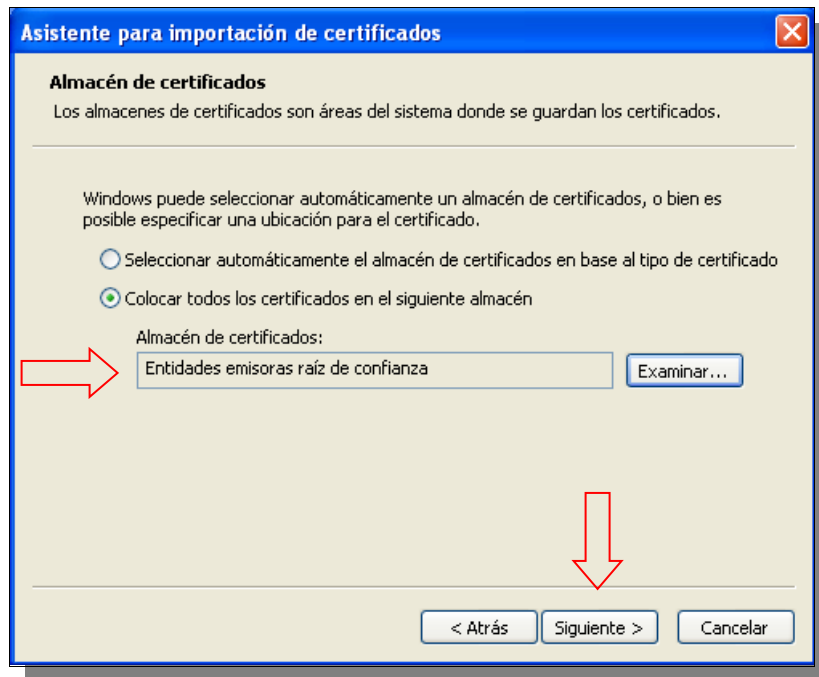 Asistente para importación de certificados
Almacén de certificados
Los almacenes de certificados son áreas del sistema donde se guardan los certificados.
Windows puede seleccionar automáticamente un almacén de certificados, o bien es
posible especificar una ubicación para el certificado.
Seleccionar automáticamente el almacén de certificados en base al tipo de certificado
Colocar todos los certificados en el siguiente almacén
Almacén de certificados:
Entidades emisoras raíz de confianza
Examinar...
< Atrás
Siguiente >
Cancelar